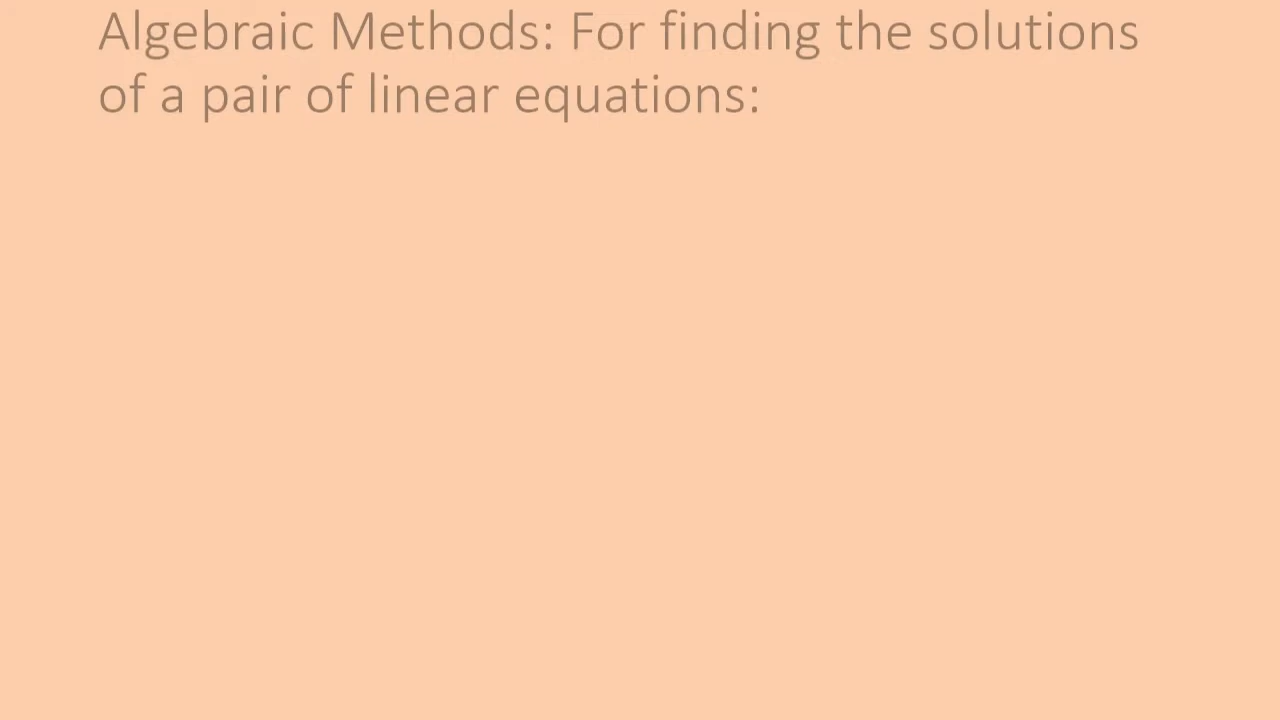 Algebraic Methods: For finding the solutions
of a pair of linear equations: